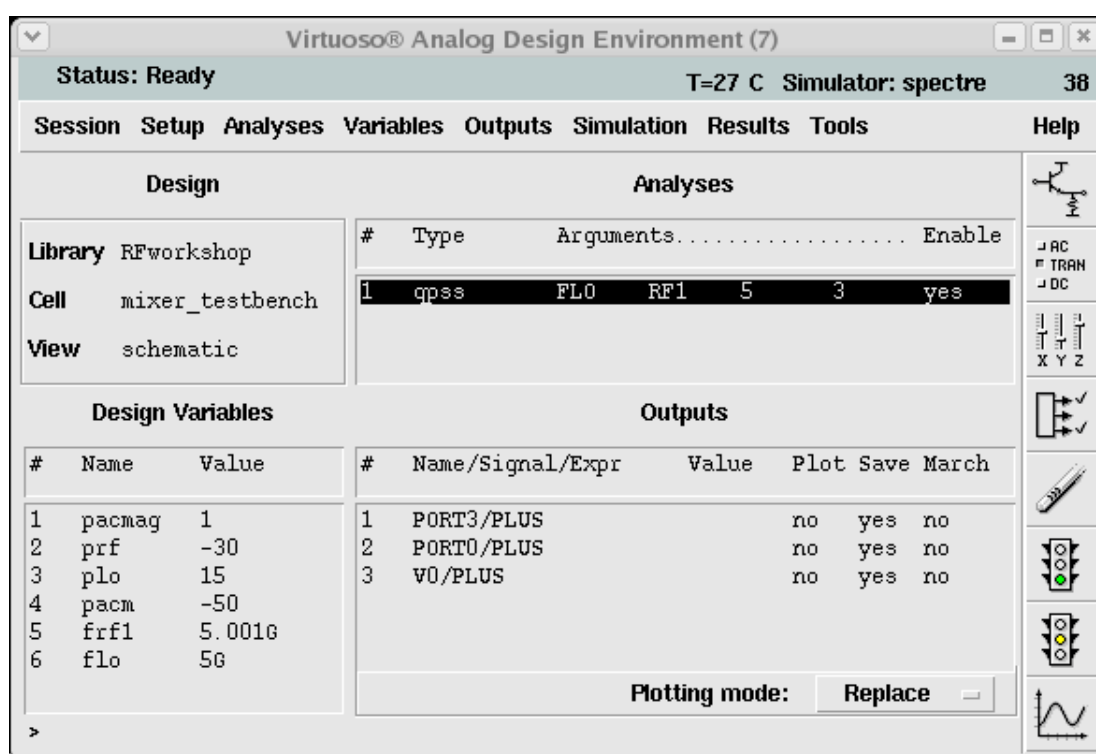 Virtuoso® Analog Design Environment (7)
Status: Ready T=27 C Simulator: spectre 38
Session Setup Analyses Variables Outputs Simulation Results Tools Help
Design
Library RFworkshop
Cell mixer_testbench
View schematic
Analyses
# Type Arguments................... Enable
1 qpss FLO RF1 5 3 yes
AC
TRAN
DC
X Y Z
Design Variables
# Name Value
1 pacmag 1
2 prf -30
3 plo 15
4 pacm -50
5 frf1 5.001G
6 flo 5G
Outputs
# Name/Signal/Expr Value Plot Save March
1 PORT3/PLUS no yes no
2 PORT0/PLUS no yes no
3 V0/PLUS no yes no
Plotting mode: Replace
>